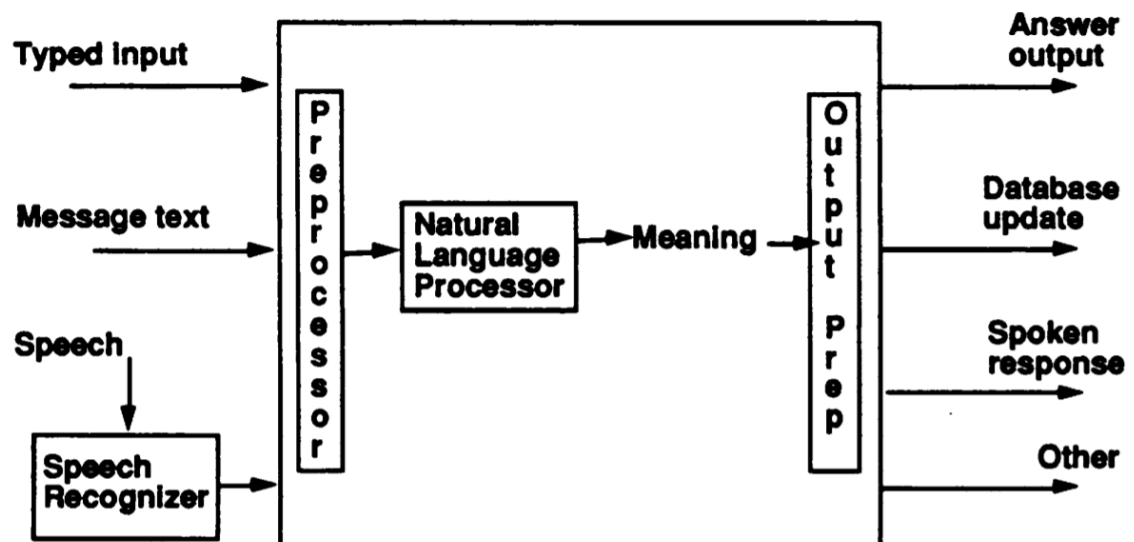 Typed input
Message text
Speech
Speech
Recognizer
Preprocessor
Natural
Language
Processor
Meaning
Output Prep
Answer
output
Database
update
Spoken
response
Other